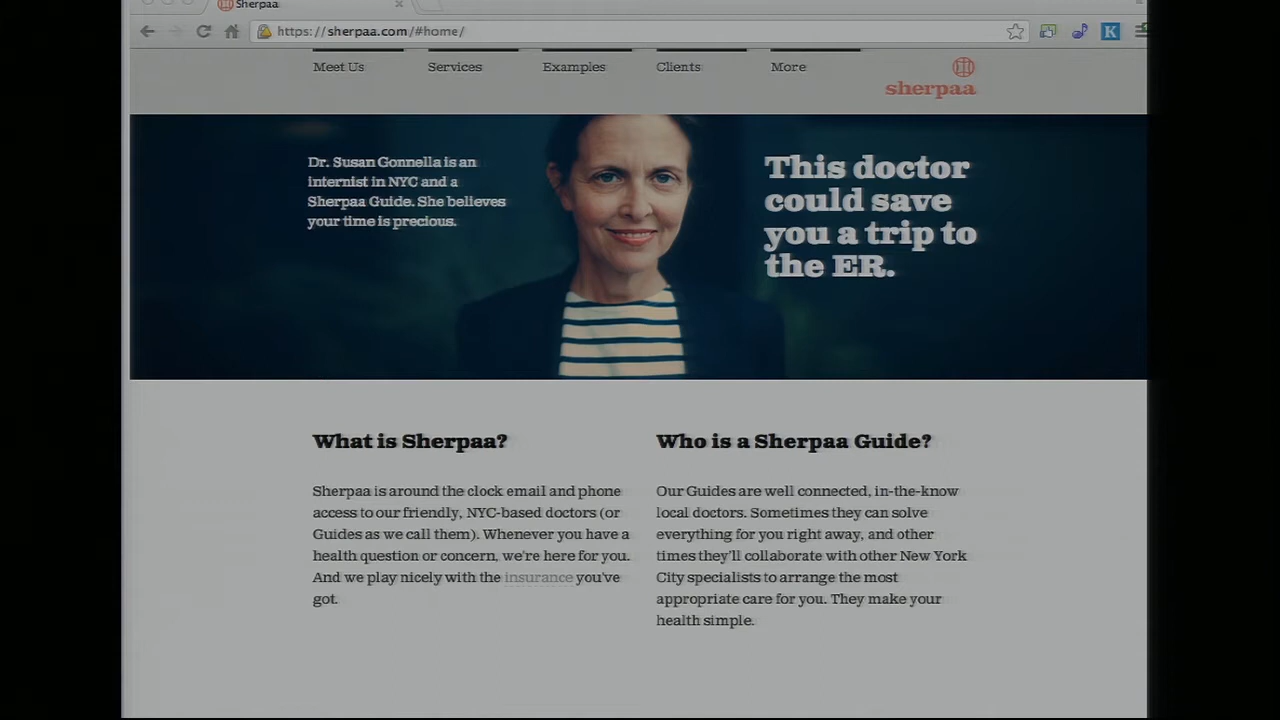 Sherpaa
https://sherpaa.com/#home/
K
Meet Us
Services
Examples
Clients
More
sherpaa
Dr. Susan Gonnella is an
internist in NYC and a
Sherpaa Guide. She believes
your time is precious.
This doctor
could save
you a trip to
the ER.
What is Sherpaa?
Sherpaa is around the clock email and phone
access to our friendly, NYC-based doctors (or
Guides as we call them). Whenever you have a
health question or concern, we're here for you.
And we play nicely with the insurance you've
got.
Who is a Sherpaa Guide?
Our Guides are well connected, in-the-know
local doctors. Sometimes they can solve
everything for you right away, and other
times they'll collaborate with other New York
City specialists to arrange the most
appropriate care for you. They make your
health simple.